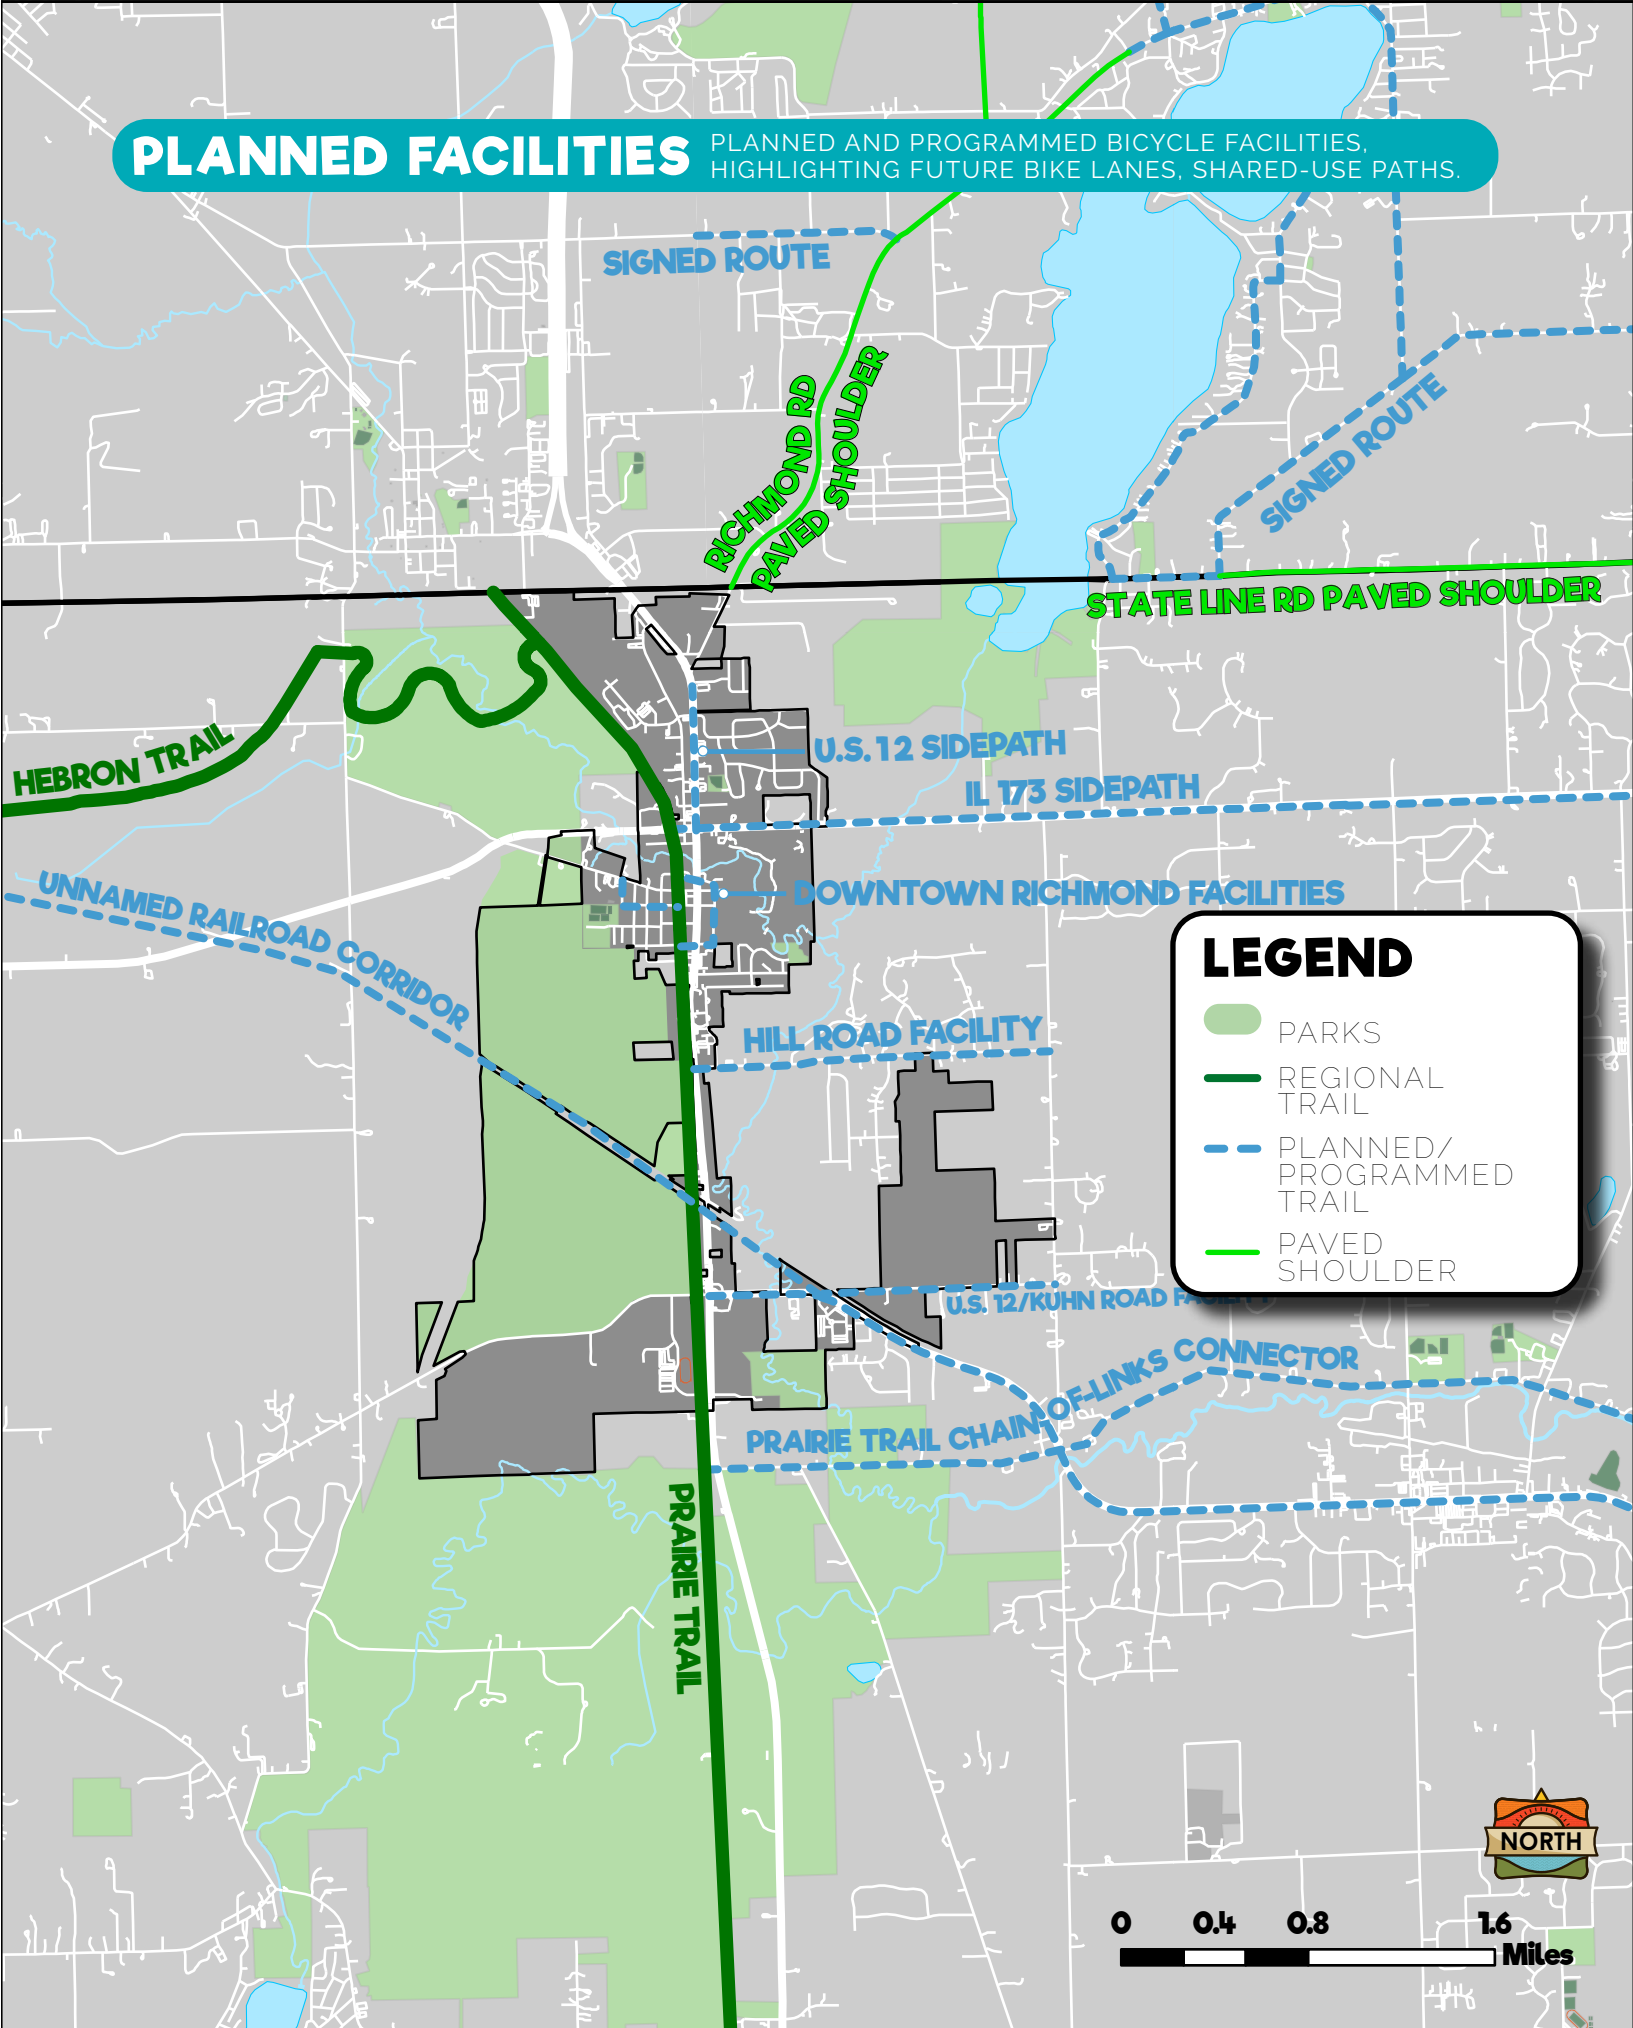 PLANNED FACILITIES
PLANNED AND PROGRAMMED BICYCLE FACILITIES,
HIGHLIGHTING FUTURE BIKE LANES, SHARED-USE PATHS.
SIGNED ROUTE
RICHMOND RD
PAVED SHOULDER
SIGNED ROUTE
STATE LINE RD PAVED SHOULDER
HEBRON TRAIL
U.S. 12 SIDEPATH
IL 173 SIDEPATH
UNNAMED RAILROAD CORRIDOR
DOWNTOWN RICHMOND FACILITIES
HILL ROAD FACILITY
LEGEND
PARKS
REGIONAL
TRAIL
PLANNED/
PROGRAMMED
TRAIL
PAVED
SHOULDER
U.S. 12/KUHN ROAD FACILITY
PRAIRIE TRAIL CHAIN-OF-LINKS CONNECTOR
PRAIRIE TRAIL
NORTH
0 0.4 0.8 1.6
Miles